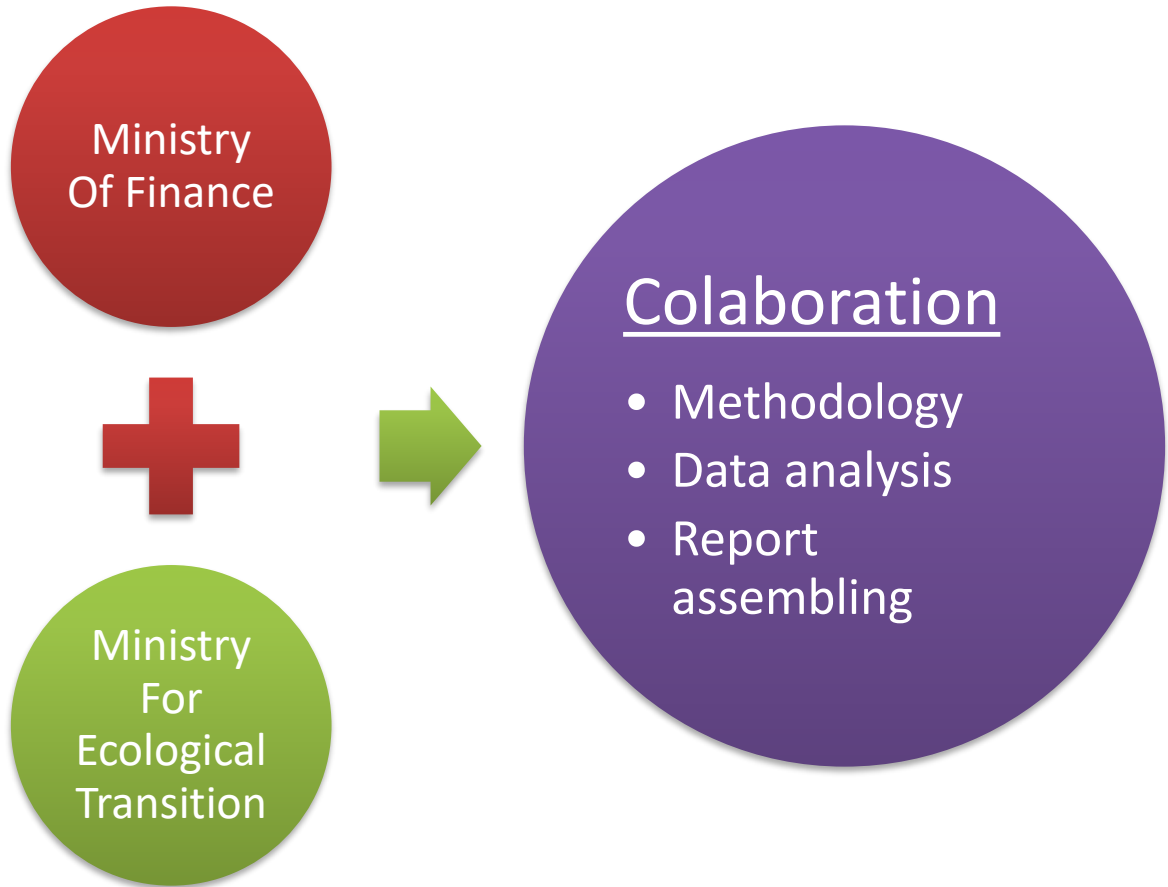 Ministry
Of Finance
Ministry
For
Ecological
Transition
Colaboration
• Methodology
• Data analysis
• Report
assembling